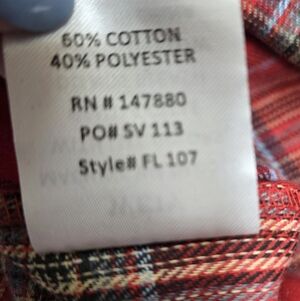 60% COTTON
40% POLYESTER
RN # 147880
PO# SV 113
Style# FL 107